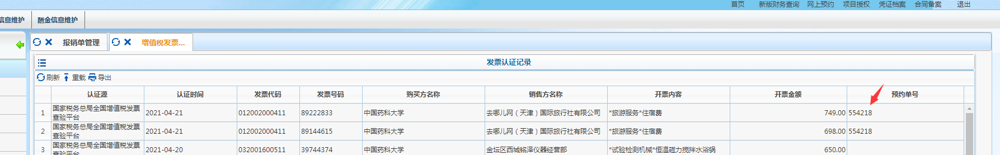 首页 新版财务查询 网上预约 项目授权 凭证档案 合同备案 退出
信息维护 酬金信息维护
报销单管理 增值税发票...
发票认证记录
刷新 重载 导出
认证源 认证时间 发票代码 发票号码 购买方名称 销售方名称 开票内容 开票金额 预约单号
1 国家税务总局全国增值税发票查验平台 2021-04-21 012002000411 89222833 中国药科大学 去哪儿网（天津）国际旅行社有限公司 *旅游服务*住宿费 749.00 554218
2 国家税务总局全国增值税发票查验平台 2021-04-21 012002000411 89144615 中国药科大学 去哪儿网（天津）国际旅行社有限公司 *旅游服务*住宿费 698.00 554218
3 国家税务总局全国增值税发票查验平台 2021-04-20 032001600511 39744374 中国药科大学 金坛区西城铭泽仪器经营部 *试验检测机械*恒温磁力搅拌水浴锅 650.00